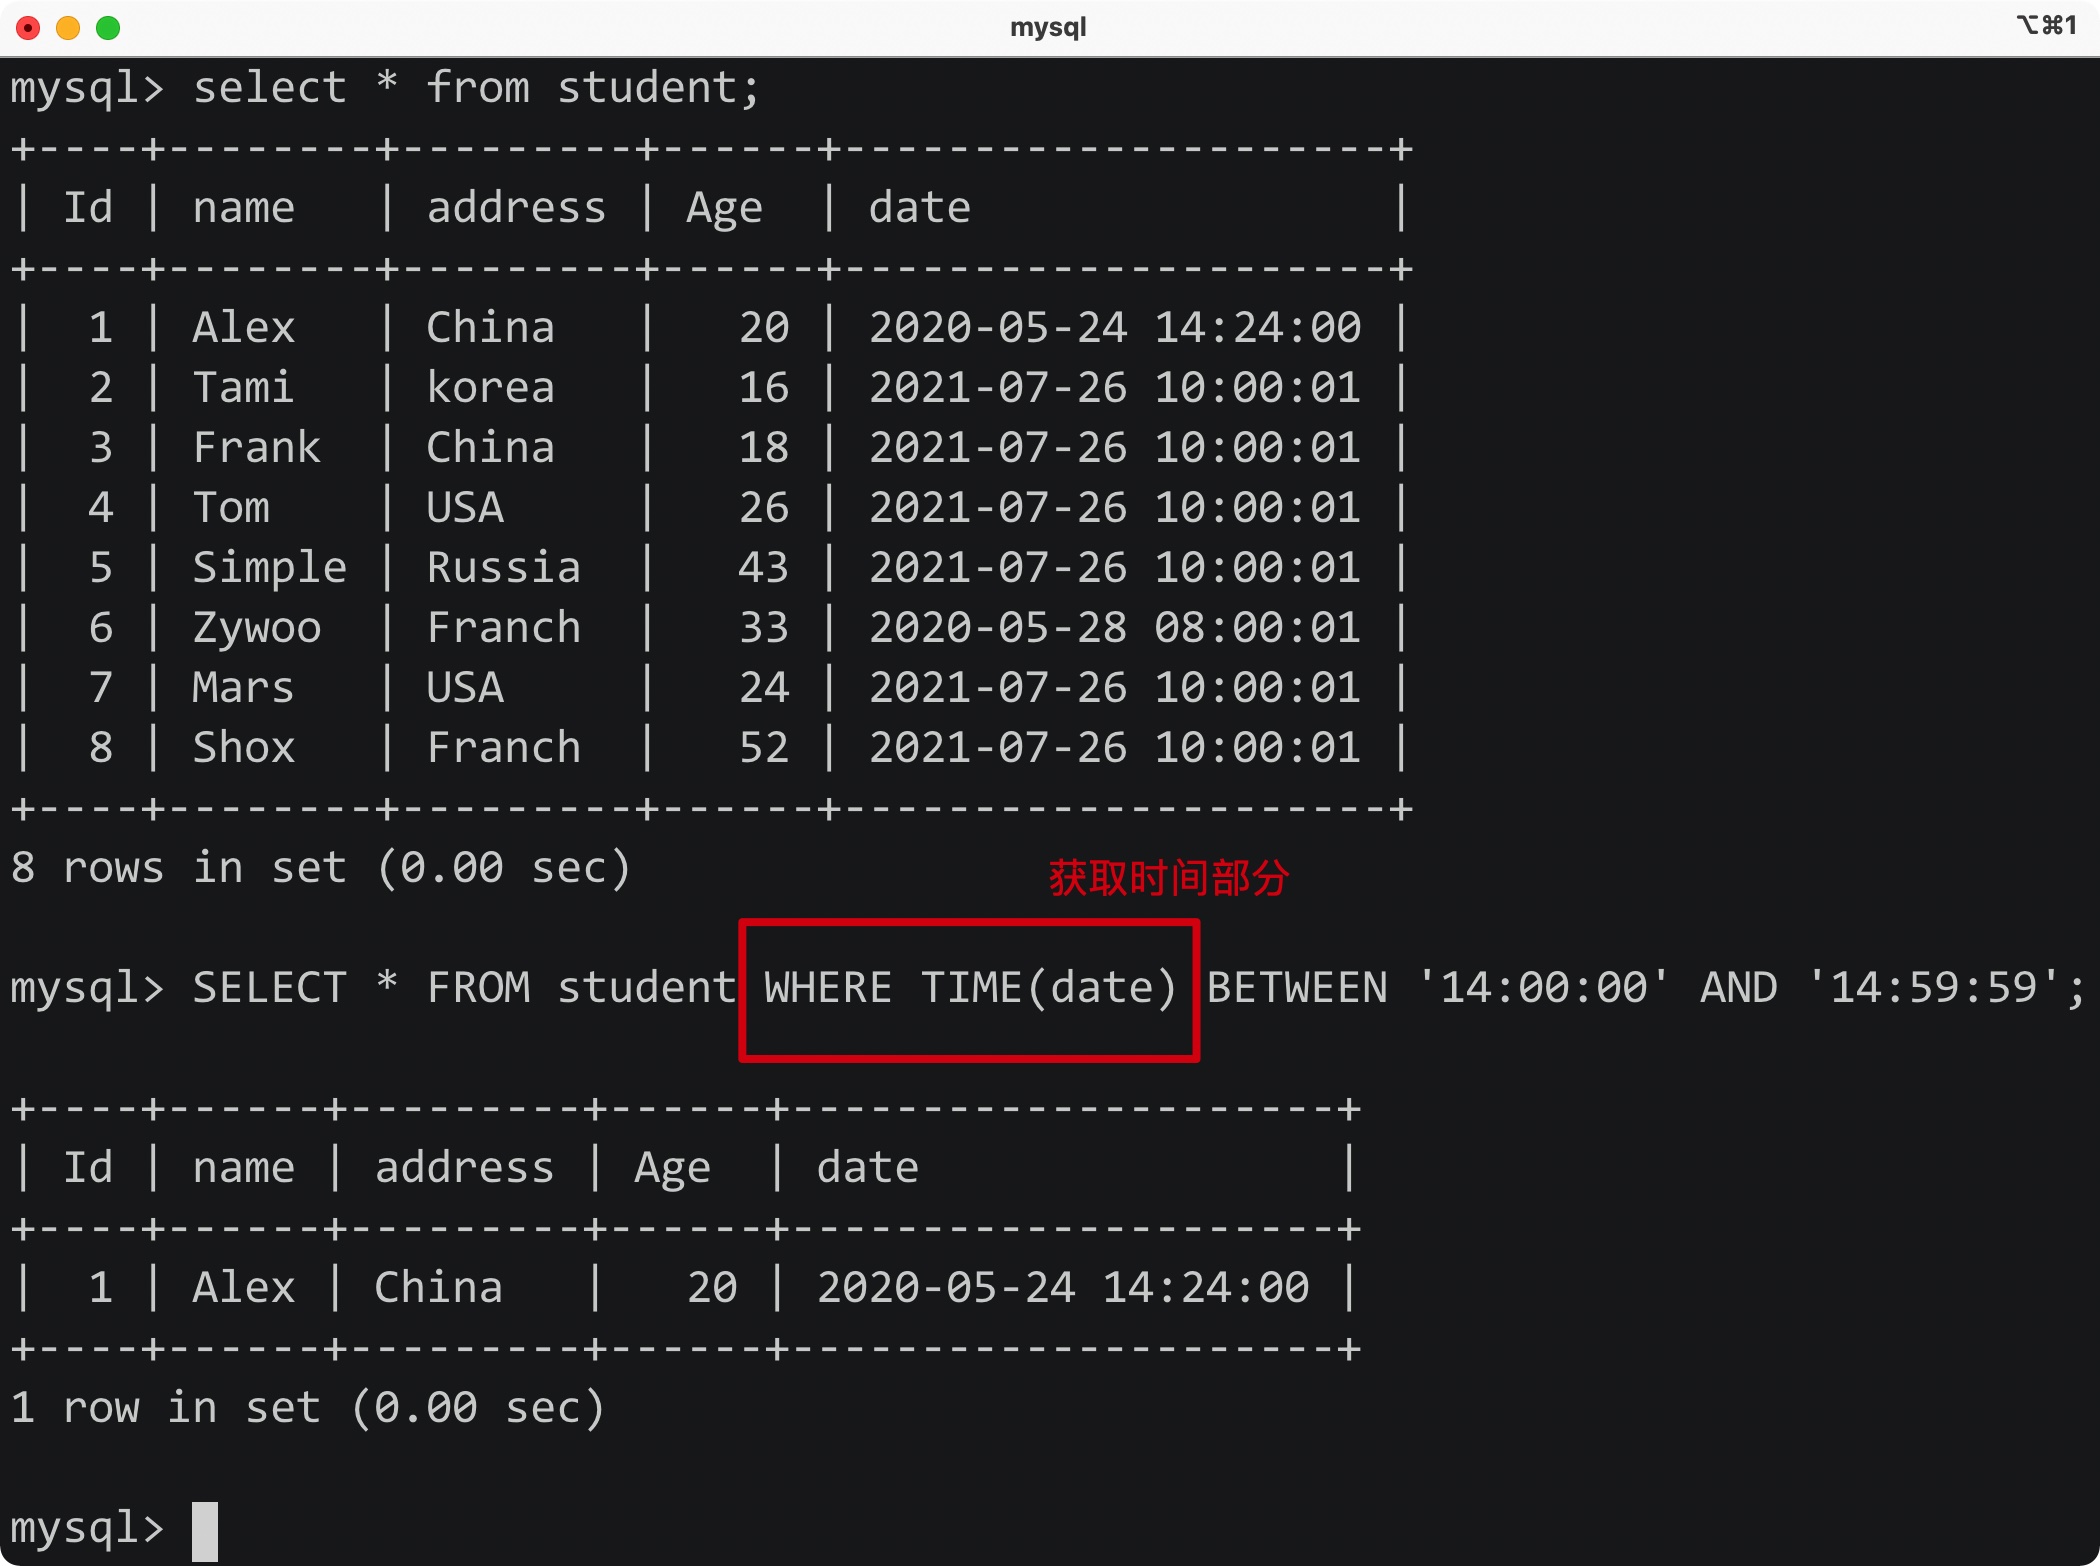 mysql
⌥⌘1
mysql> select * from student;
+----+--------+---------+------+---------------------+
| Id | name   | address | Age  | date                |
+----+--------+---------+------+---------------------+
|  1 | Alex   | China   |   20 | 2020-05-24 14:24:00 |
|  2 | Tami   | korea   |   16 | 2021-07-26 10:00:01 |
|  3 | Frank  | China   |   18 | 2021-07-26 10:00:01 |
|  4 | Tom    | USA     |   26 | 2021-07-26 10:00:01 |
|  5 | Simple | Russia  |   43 | 2021-07-26 10:00:01 |
|  6 | Zywoo  | Franch  |   33 | 2020-05-28 08:00:01 |
|  7 | Mars   | USA     |   24 | 2021-07-26 10:00:01 |
|  8 | Shox   | Franch  |   52 | 2021-07-26 10:00:01 |
+----+--------+---------+------+---------------------+
8 rows in set (0.00 sec)
获取时间部分
mysql> SELECT * FROM student WHERE TIME(date) BETWEEN '14:00:00' AND '14:59:59';
+----+------+---------+------+---------------------+
| Id | name | address | Age  | date                |
+----+------+---------+------+---------------------+
|  1 | Alex | China   |   20 | 2020-05-24 14:24:00 |
+----+------+---------+------+---------------------+
1 row in set (0.00 sec)
mysql>